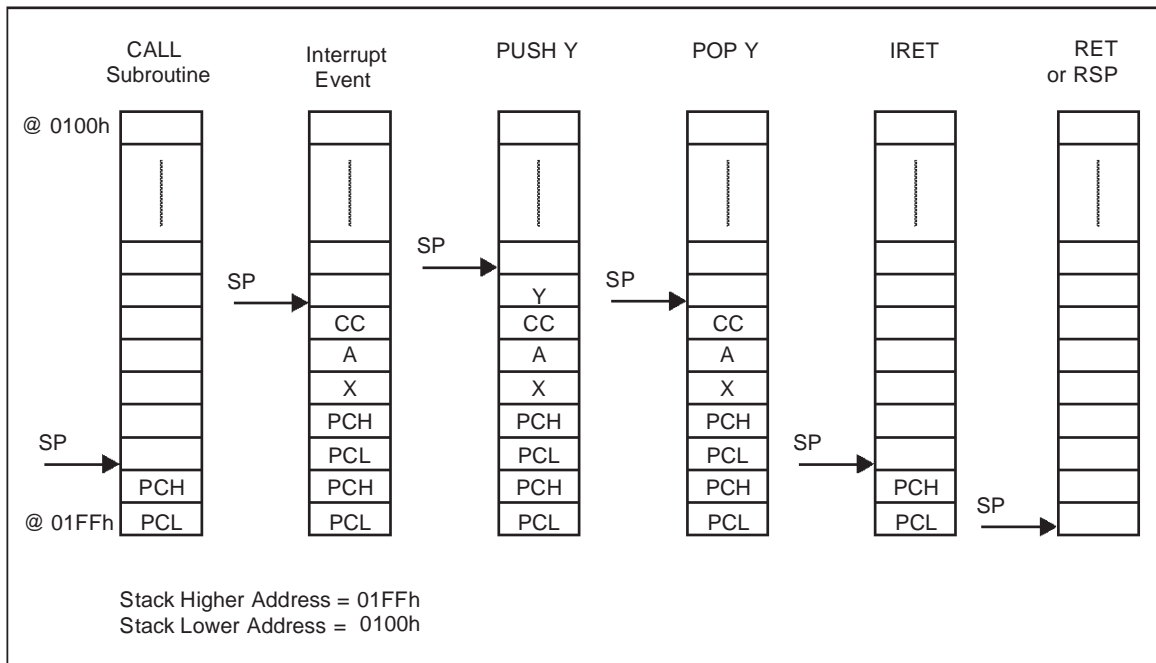 CALL
Subroutine
Interrupt
Event
PUSH Y
POP Y
IRET
RET
or RSP
@ 0100h
SP
SP
SP
Y
CC
CC
CC
A
A
A
X
X
X
PCH
PCH
PCH
SP
PCL
PCL
PCL
SP
PCH
PCH
PCH
PCH
PCH
@ 01FFh
PCL
PCL
PCL
PCL
PCL
SP
Stack Higher Address = 01FFh
Stack Lower Address = 0100h